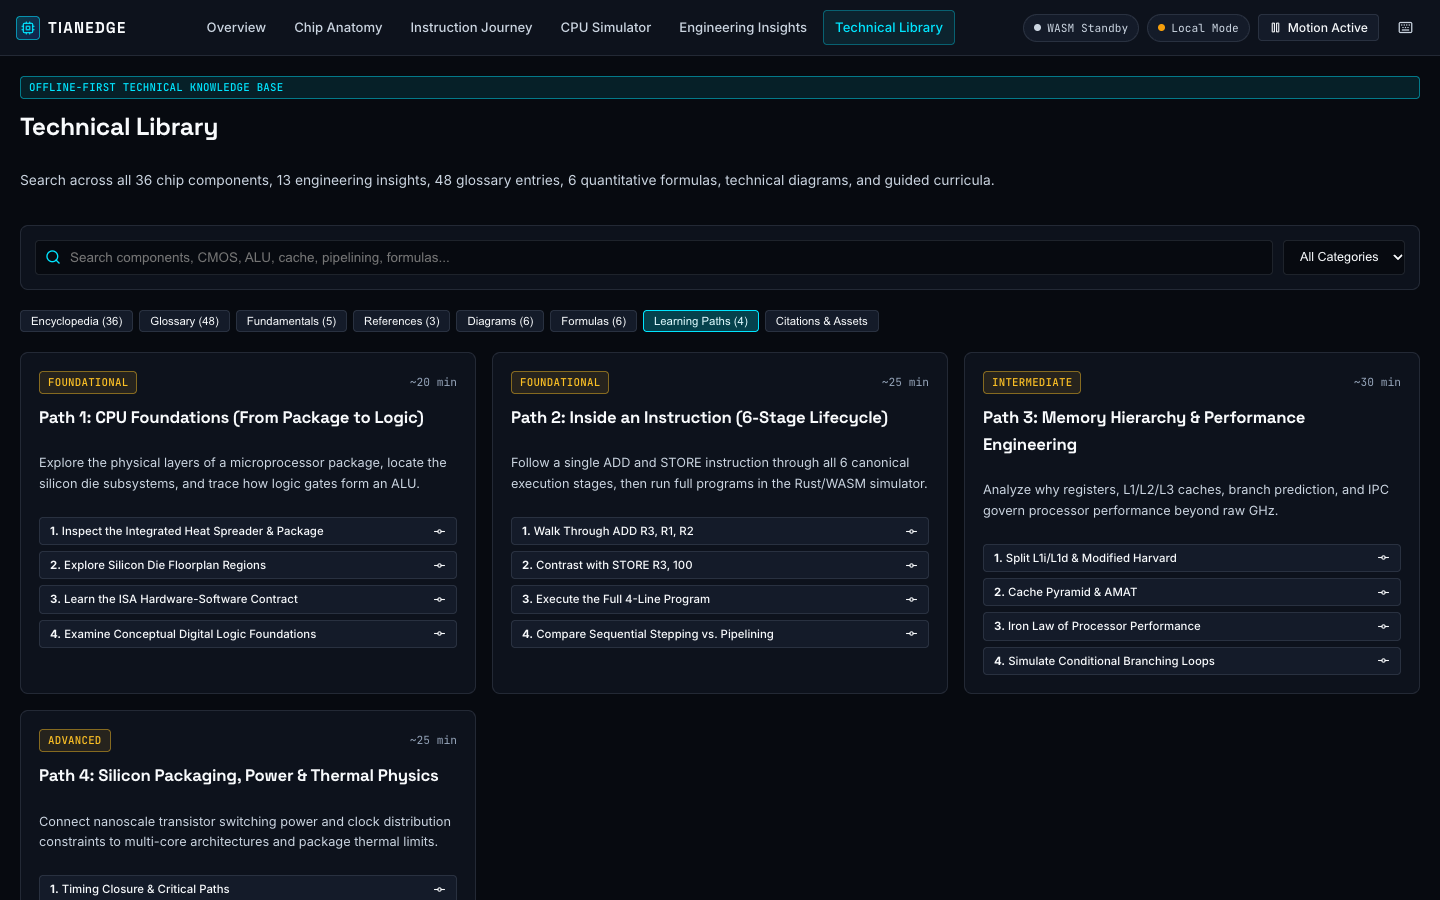 TIANEDGE
Overview
Chip Anatomy
Instruction Journey
CPU Simulator
Engineering Insights
Technical Library
WASM Standby
Local Mode
Motion Active
OFFLINE-FIRST TECHNICAL KNOWLEDGE BASE
Technical Library
Search across all 36 chip components, 13 engineering insights, 48 glossary entries, 6 quantitative formulas, technical diagrams, and guided curricula.
Search components, CMOS, ALU, cache, pipelining, formulas...
All Categories
Encyclopedia (36)
Glossary (48)
Fundamentals (5)
References (3)
Diagrams (6)
Formulas (6)
Learning Paths (4)
Citations & Assets
FOUNDATIONAL
~20 min
Path 1: CPU Foundations (From Package to Logic)
Explore the physical layers of a microprocessor package, locate the
silicon die subsystems, and trace how logic gates form an ALU.
1. Inspect the Integrated Heat Spreader & Package
2. Explore Silicon Die Floorplan Regions
3. Learn the ISA Hardware-Software Contract
4. Examine Conceptual Digital Logic Foundations
FOUNDATIONAL
~25 min
Path 2: Inside an Instruction (6-Stage Lifecycle)
Follow a single ADD and STORE instruction through all 6 canonical
execution stages, then run full programs in the Rust/WASM simulator.
1. Walk Through ADD R3, R1, R2
2. Contrast with STORE R3, 100
3. Execute the Full 4-Line Program
4. Compare Sequential Stepping vs. Pipelining
INTERMEDIATE
~30 min
Path 3: Memory Hierarchy & Performance
Engineering
Analyze why registers, L1/L2/L3 caches, branch prediction, and IPC
govern processor performance beyond raw GHz.
1. Split L1i/L1d & Modified Harvard
2. Cache Pyramid & AMAT
3. Iron Law of Processor Performance
4. Simulate Conditional Branching Loops
ADVANCED
~25 min
Path 4: Silicon Packaging, Power & Thermal Physics
Connect nanoscale transistor switching power and clock distribution
constraints to multi-core architectures and package thermal limits.
1. Timing Closure & Critical Paths